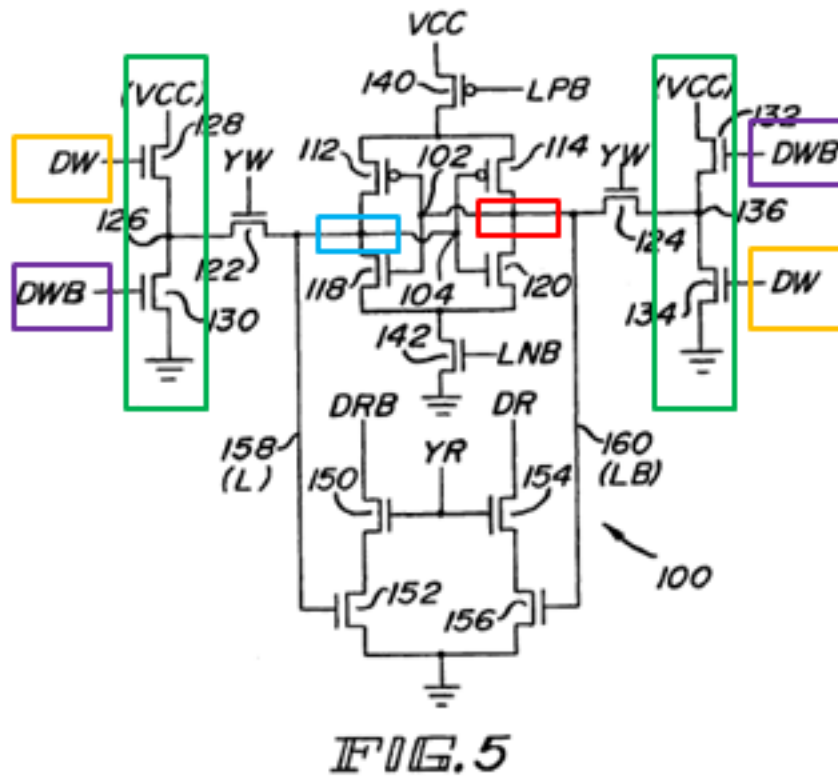 VCC
140 LPB
(VCC) (VCC)
128 132
DW YW 112 102 114 YW DWB
126 136
122 124
DWB 130 118 104 120 134 DW
142 LNB
DRB DR
158 (L) YR 160 (LB)
150 154
152 156
100
FIG.5